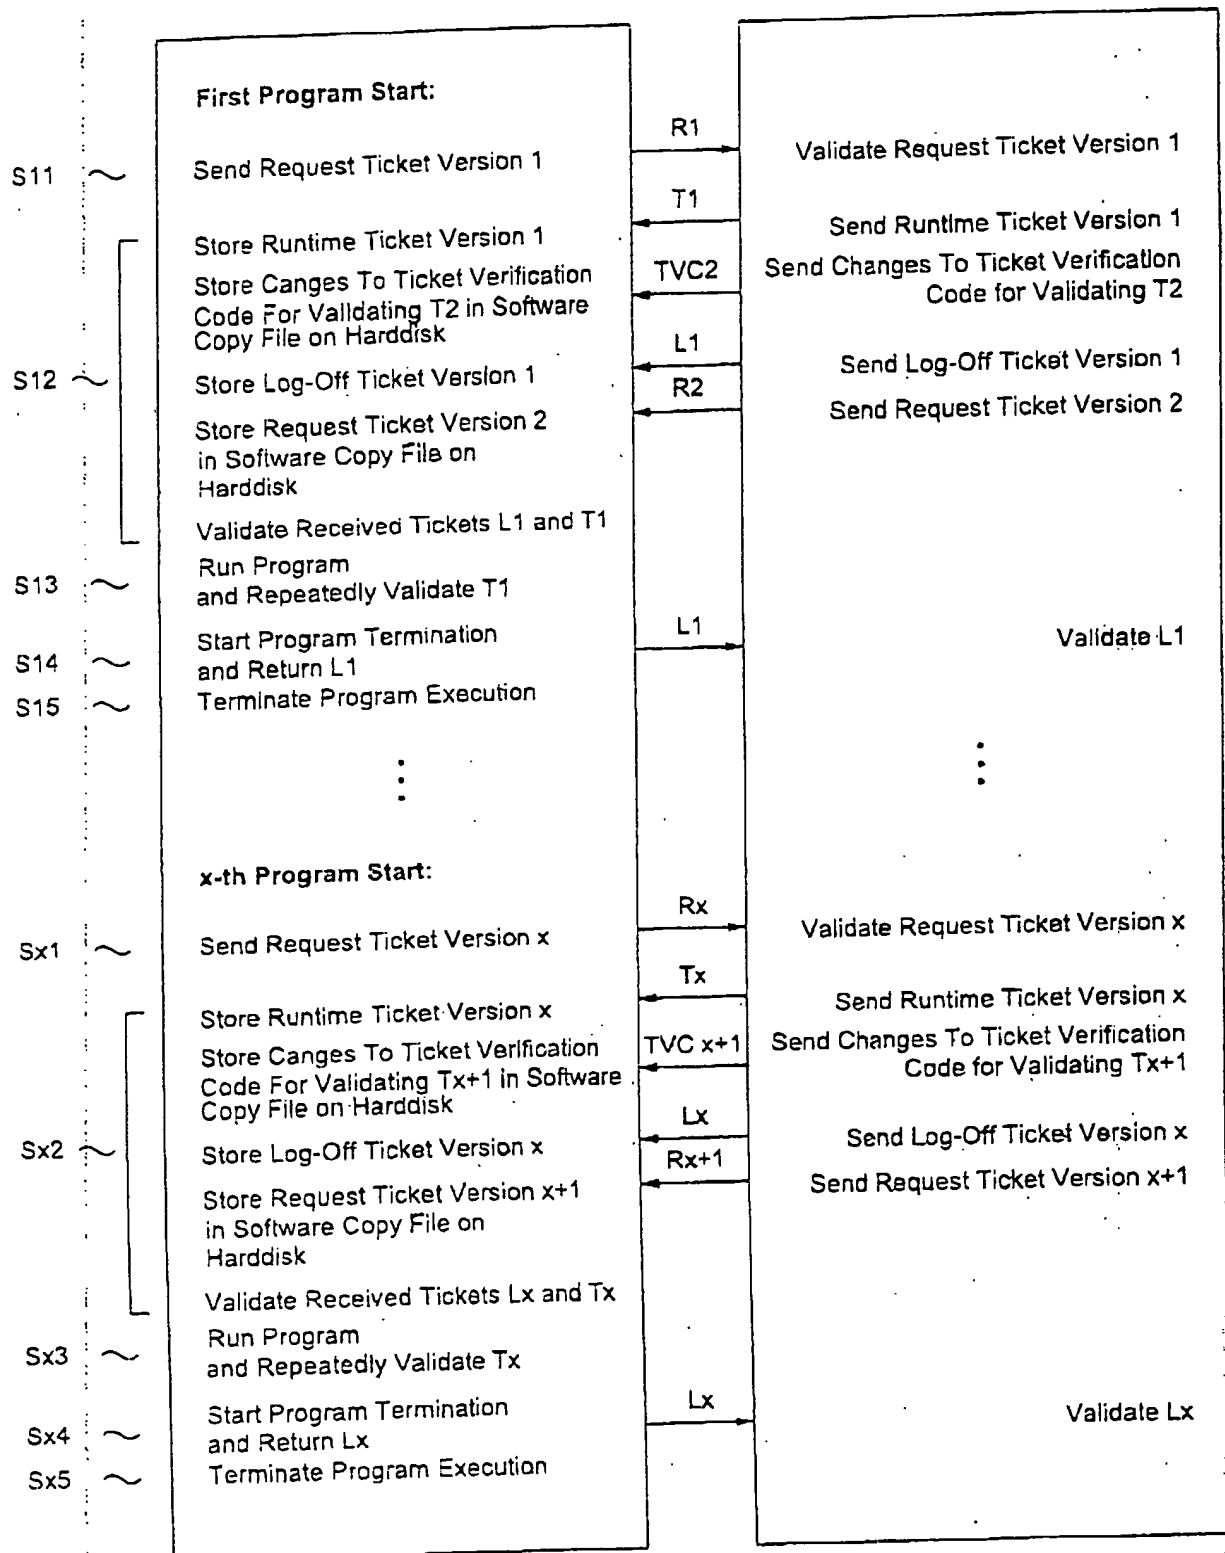 First Program Start:
R1
Validate Request Ticket Version 1
S11
Send Request Ticket Version 1
T1
Send Runtime Ticket Version 1
Store Runtime Ticket Version 1
TVC2
Send Changes To Ticket Verification
Code for Validating T2
Store Canges To Ticket Verification
Code For Validating T2 in Software
Copy File on Harddisk
L1
Send Log-Off Ticket Version 1
S12
Store Log-Off Ticket Version 1
R2
Send Request Ticket Version 2
Store Request Ticket Version 2
in Software Copy File on
Harddisk
Validate Received Tickets L1 and T1
S13
Run Program
and Repeatedly Validate T1
L1
Validate L1
S14
Start Program Termination
and Return L1
S15
Terminate Program Execution
x-th Program Start:
Rx
Validate Request Ticket Version x
Sx1
Send Request Ticket Version x
Tx
Send Runtime Ticket Version x
Store Runtime Ticket Version x
TVC x+1
Send Changes To Ticket Verification
Code for Validating Tx+1
Store Canges To Ticket Verification
Code For Validating Tx+1 in Software
Copy File on Harddisk
Lx
Send Log-Off Ticket Version x
Sx2
Store Log-Off Ticket Version x
Rx+1
Send Request Ticket Version x+1
Store Request Ticket Version x+1
in Software Copy File on
Harddisk
Validate Received Tickets Lx and Tx
Sx3
Run Program
and Repeatedly Validate Tx
Lx
Validate Lx
Sx4
Start Program Termination
and Return Lx
Sx5
Terminate Program Execution